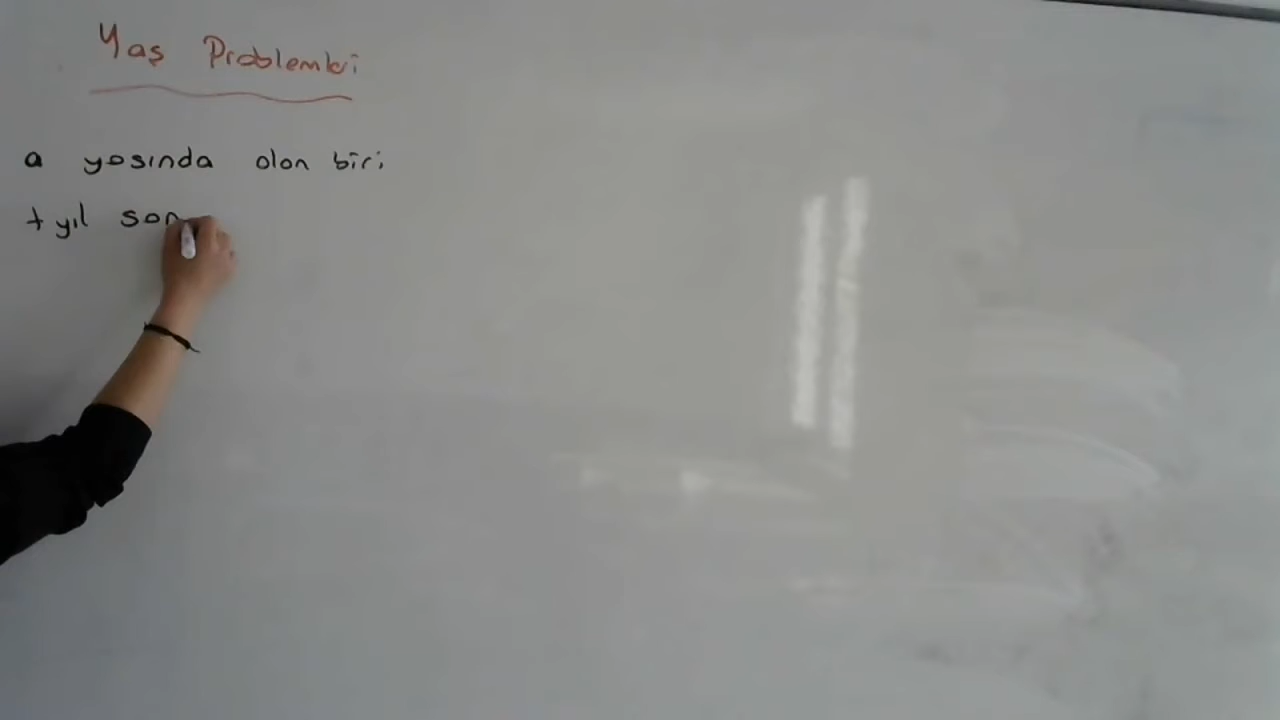 Yaş Problemleri
a yaşında olan biri;
t yıl son